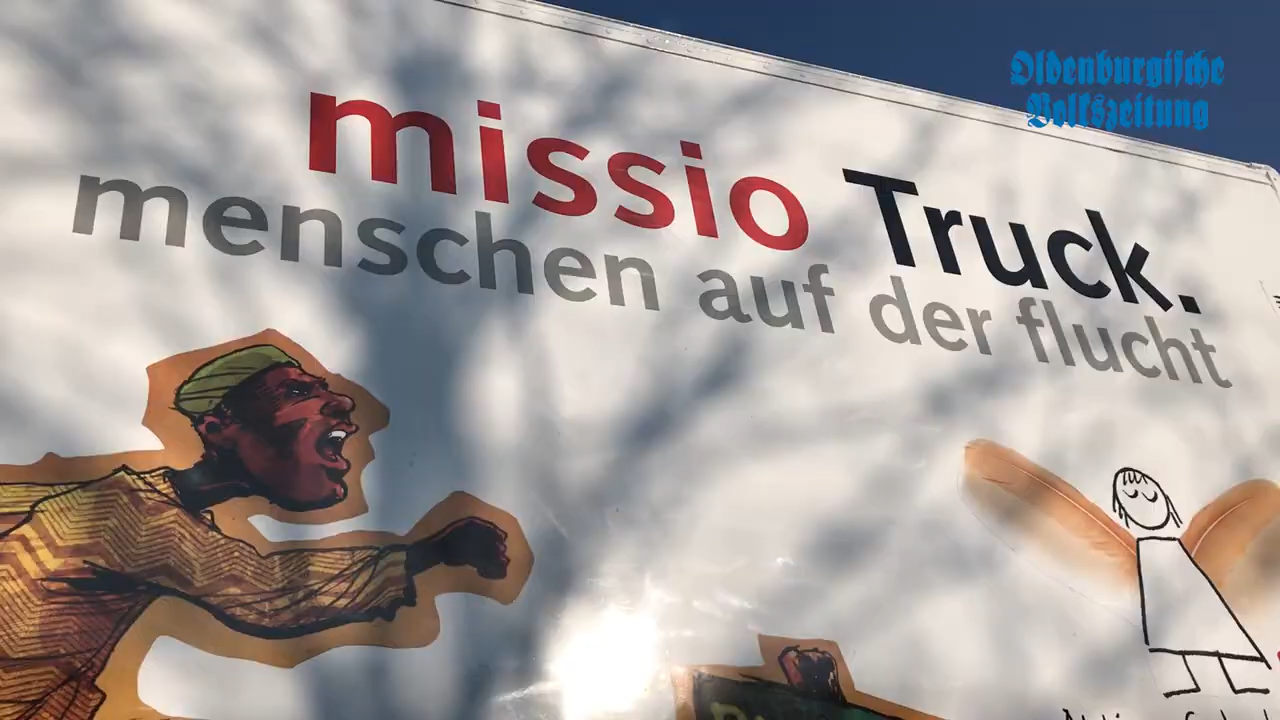 Oldenburgische
Volkszeitung
missio Truck.
menschen auf der flucht